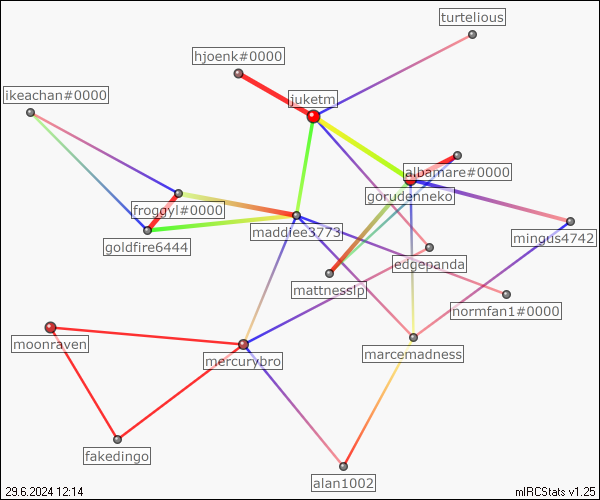 turtelious
hjoenk#0000
ikeachan#0000
juketm
albamare#0000
gorudenneko
froggyl#0000
maddiee3773
mingus4742
goldfire6444
edgepanda
mattnesslp
normfan1#0000
moonraven
mercurybro
marcemadness
fakedingo
alan1002
29.6.2024 12:14
mIRCStats v1.25